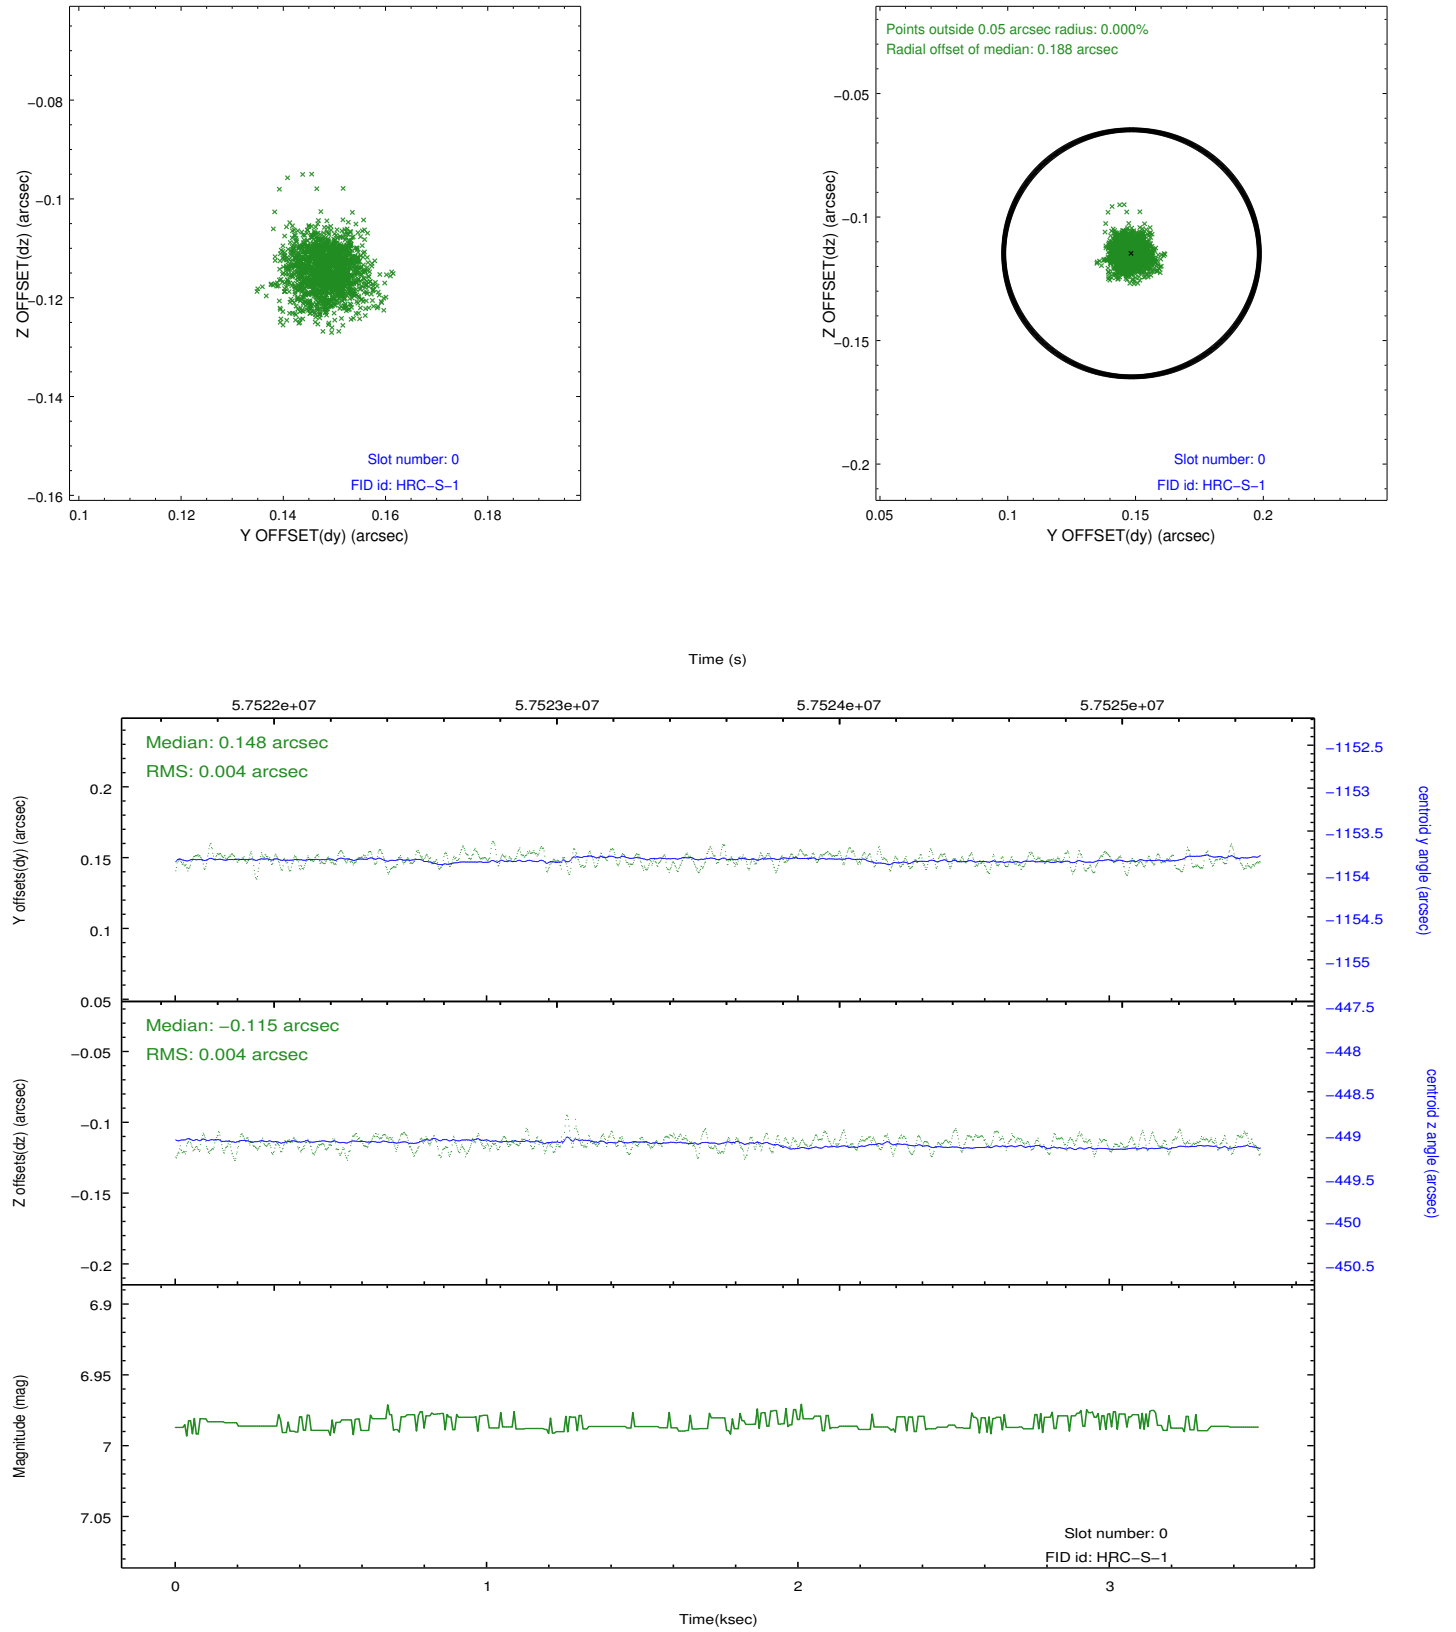 −0.08
−0.1
−0.12
−0.14
−0.16
Z OFFSET(dz) (arcsec)
Slot number: 0
FID id: HRC−S−1
0.1 0.12 0.14 0.16 0.18
Y OFFSET(dy) (arcsec)
Points outside 0.05 arcsec radius: 0.000%
Radial offset of median: 0.188 arcsec
−0.05
−0.1
−0.15
−0.2
Z OFFSET(dz) (arcsec)
Slot number: 0
FID id: HRC−S−1
0.05 0.1 0.15 0.2
Y OFFSET(dy) (arcsec)
Time (s)
5.7522e+07 5.7523e+07 5.7524e+07 5.7525e+07
Median: 0.148 arcsec
RMS: 0.004 arcsec
0.2
0.15
0.1
0.05
Y offsets(dy) (arcsec)
−1152.5
−1153
−1153.5
−1154
−1154.5
−1155
centroid y angle (arcsec)
Median: −0.115 arcsec
RMS: 0.004 arcsec
−0.05
−0.1
−0.15
−0.2
Z offsets(dz) (arcsec)
−447.5
−448
−448.5
−449
−449.5
−450
−450.5
centroid z angle (arcsec)
6.9
6.95
7
7.05
Magnitude (mag)
Slot number: 0
FID id: HRC−S−1
0 1 2 3
Time(ksec)